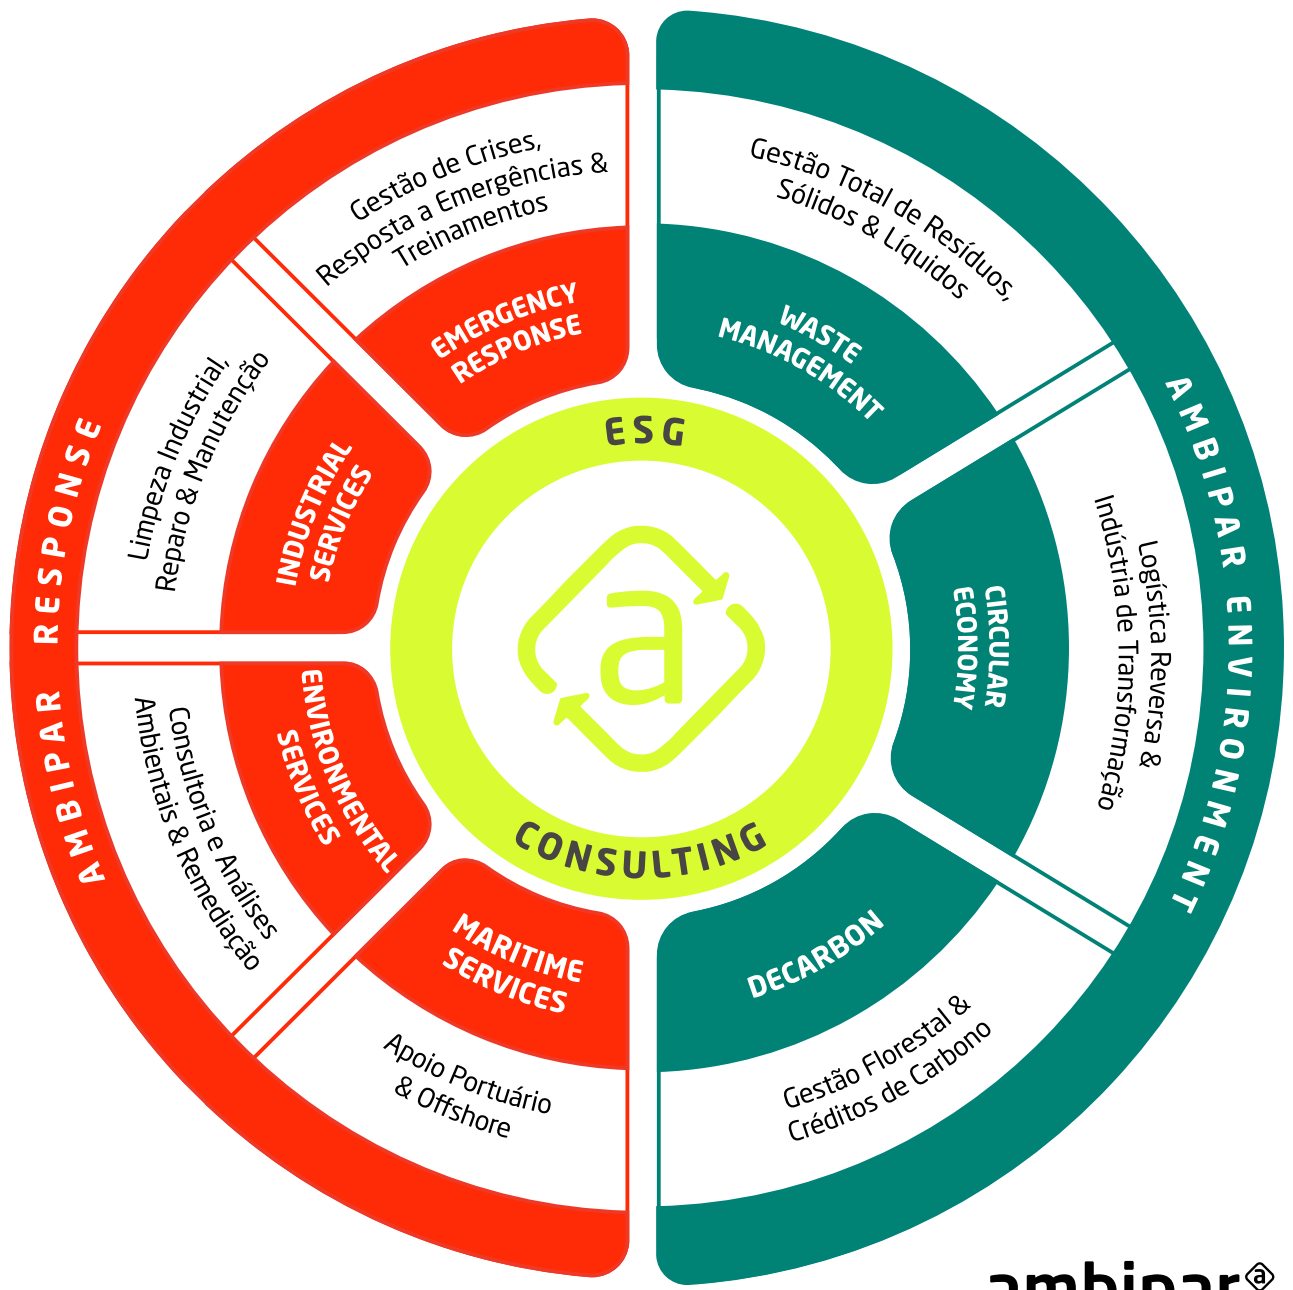 AMBIPAR RESPONSE
Gestão de Crises,
Resposta a Emergências &
Treinamentos
EMERGENCY
RESPONSE
Limpeza Industrial,
Reparo & Manutenção
INDUSTRIAL
SERVICES
Consultoria e Análises
Ambientais & Remediação
ENVIRONMENTAL
SERVICES
MARITIME
SERVICES
Apoio Portuário
& Offshore
ESG
a
CONSULTING
AMBIPAR ENVIRONMENT
Gestão Total de Resíduos,
Sólidos & Líquidos
WASTE
MANAGEMENT
Logística Reversa &
Indústria de Transformação
CIRCULAR
ECONOMY
DECARBON
Gestão Florestal &
Créditos de Carbono
ambipar a